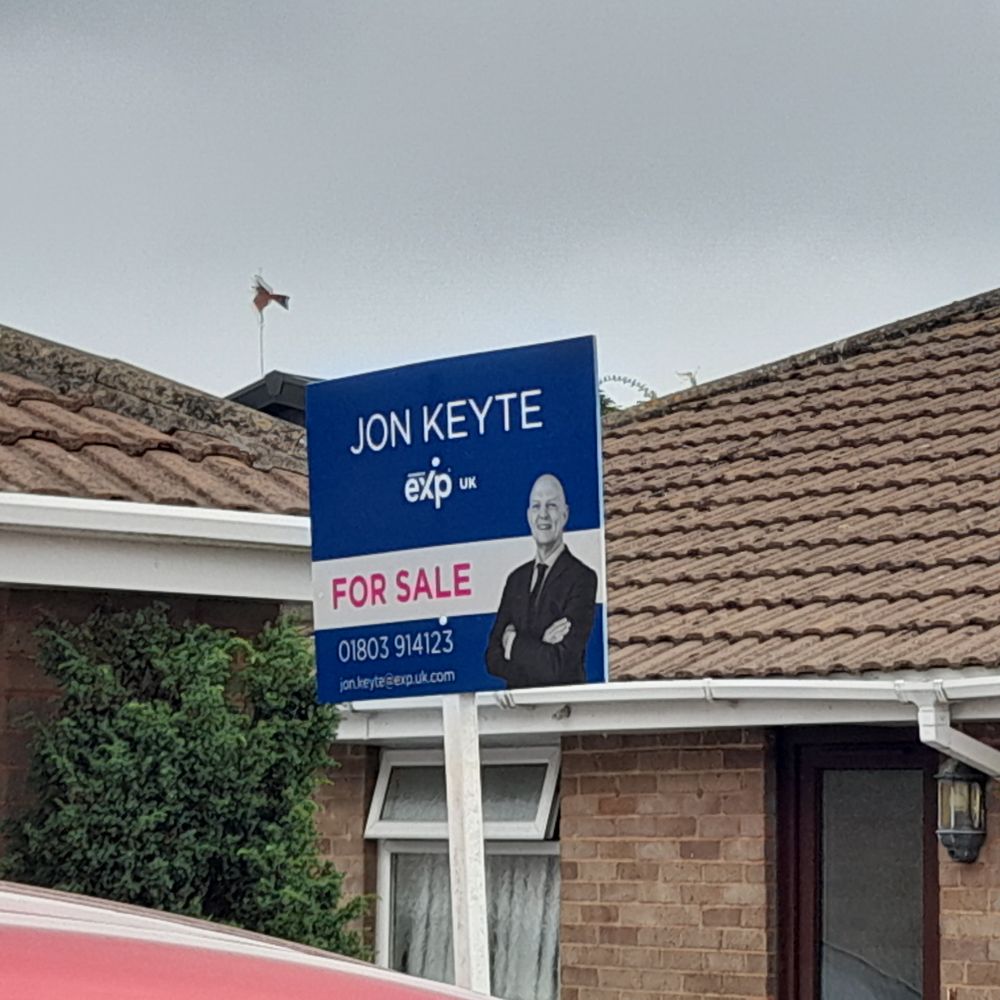 JON KEYTE
exp UK
FOR SALE
01803 914123
jon.keyte@exp.uk.com